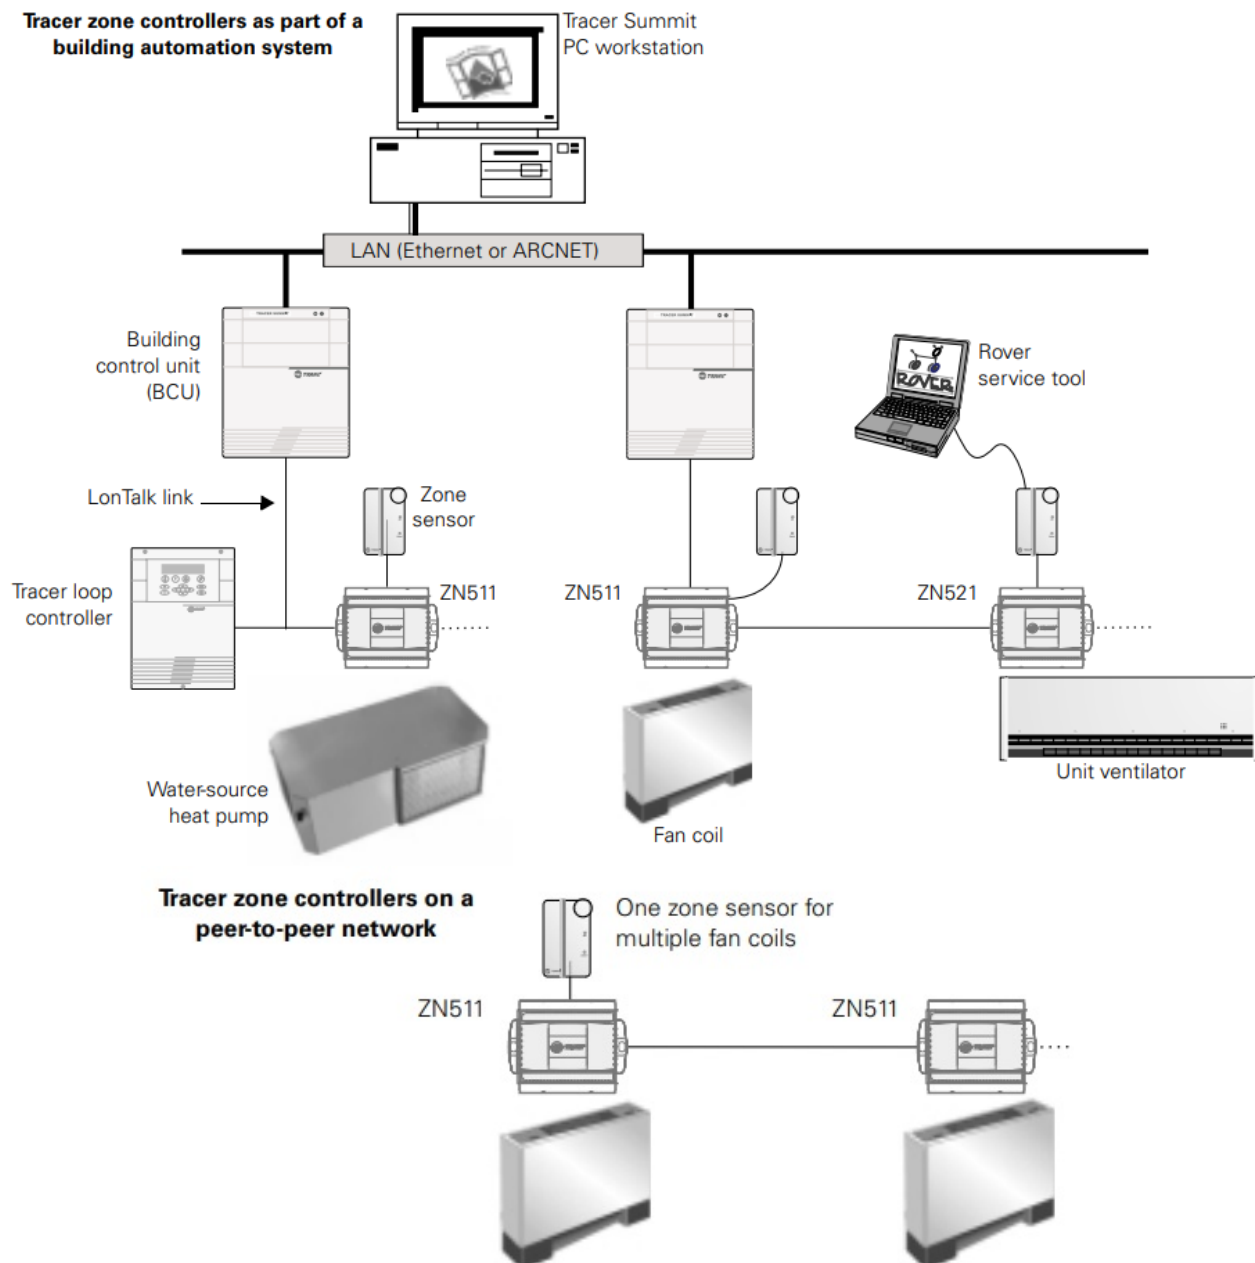 Tracer zone controllers as part of a
building automation system
Tracer Summit
PC workstation
LAN (Ethernet or ARCNET)
Building
control unit
(BCU)
TRANE
Rover
service tool
ROVER
LonTalk link
Zone
sensor
Tracer loop
controller
ZN511
ZN511
ZN521
Water-source
heat pump
Fan coil
Unit ventilator
Tracer zone controllers on a
peer-to-peer network
One zone sensor for
multiple fan coils
ZN511
ZN511